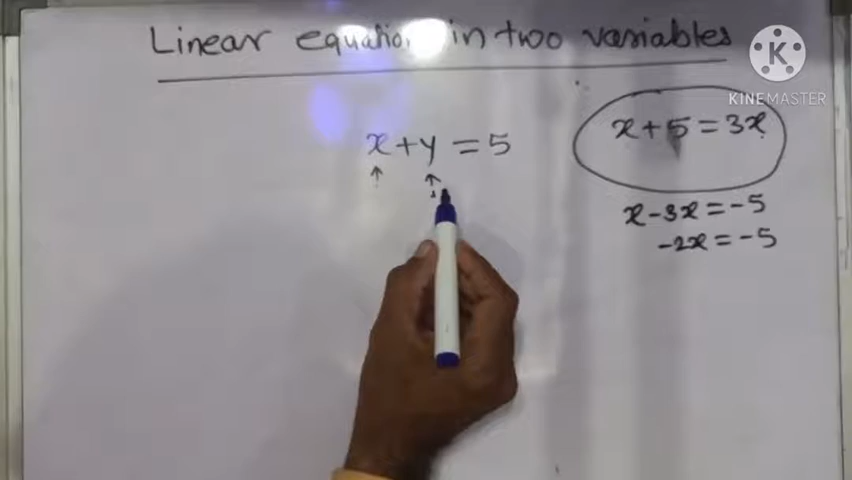 Linear equation in two variables
K
KINEMASTER
x + y = 5
x + 5 = 3x
x - 3x = -5
-2x = -5